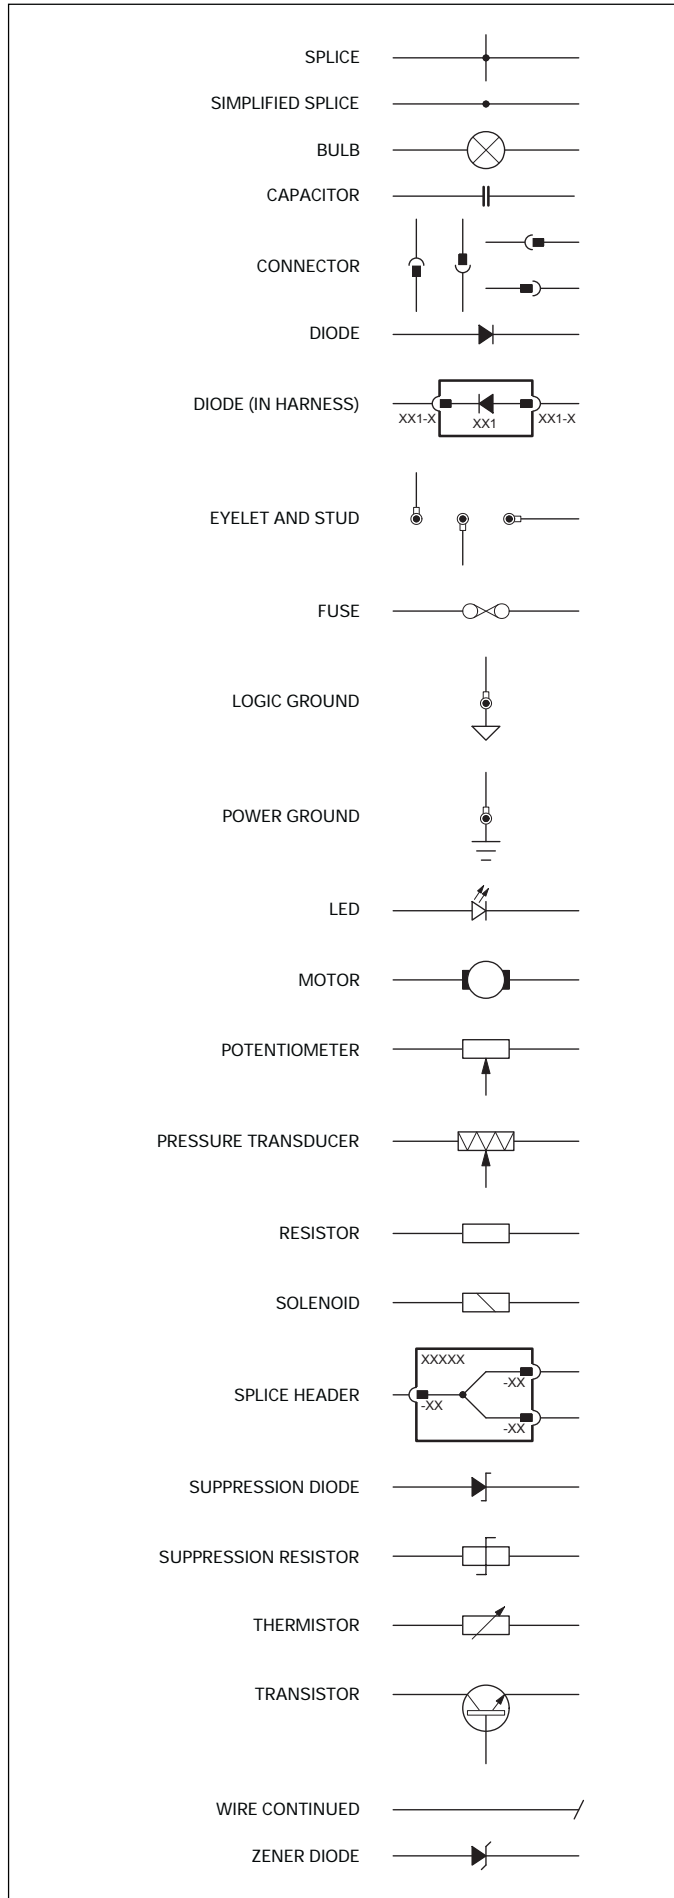 SPLICE
SIMPLIFIED SPLICE
BULB
CAPACITOR
CONNECTOR
DIODE
DIODE (IN HARNESS)
XX1-X
XX1
XX1-X
EYELET AND STUD
FUSE
LOGIC GROUND
POWER GROUND
LED
MOTOR
POTENTIOMETER
PRESSURE TRANSDUCER
RESISTOR
SOLENOID
XXXXX
-XX
SPLICE HEADER
-XX
-XX
SUPPRESSION DIODE
SUPPRESSION RESISTOR
THERMISTOR
TRANSISTOR
WIRE CONTINUED
ZENER DIODE